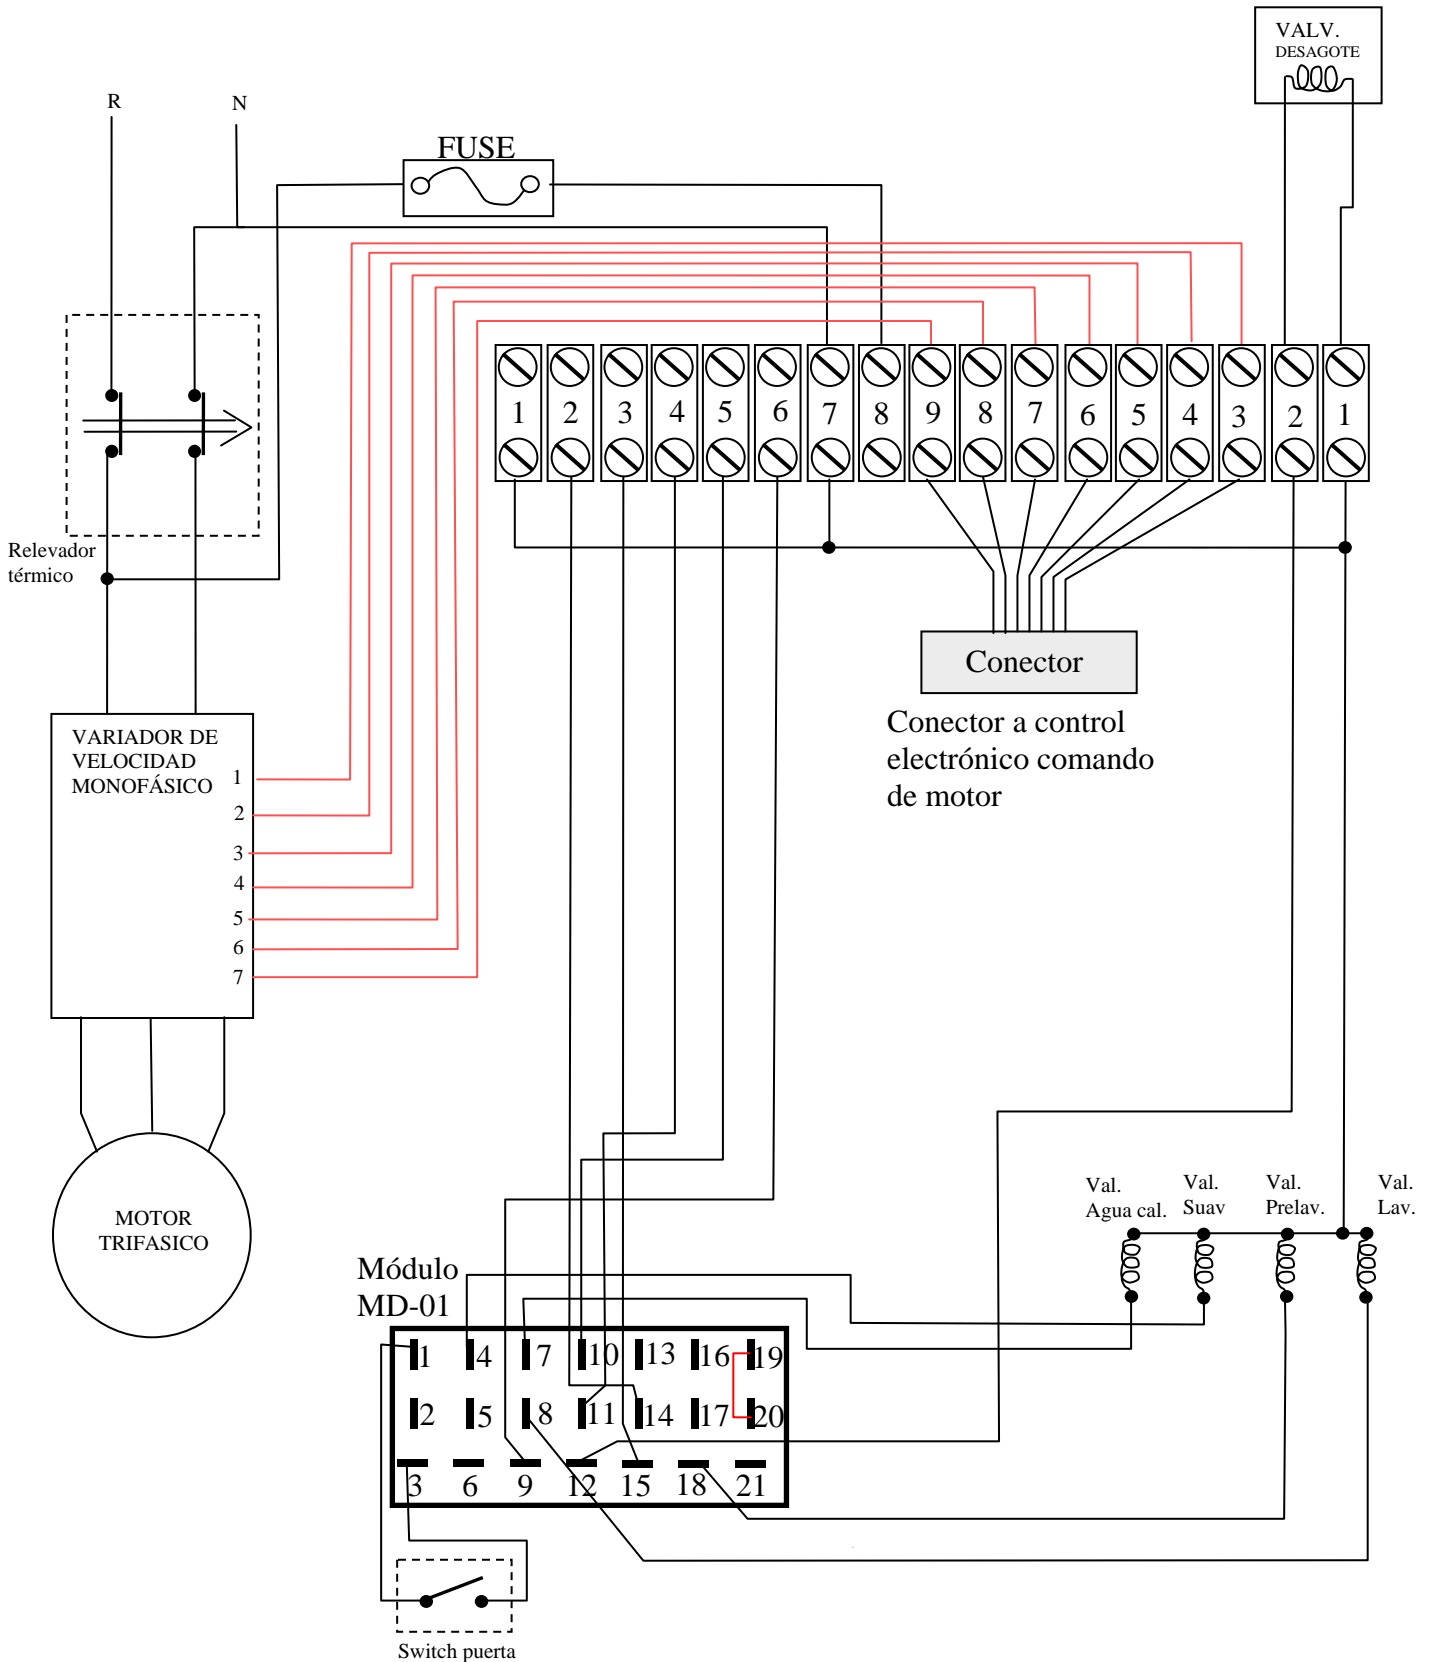 VALV.
DESAGOTE
R
N
FUSE
1 2 3 4 5 6 7 8 9 8 7 6 5 4 3 2 1
Relevador
térmico
Conector
Conector a control
electrónico comando
de motor
VARIADOR DE
VELOCIDAD
MONOFÁSICO
1
2
3
4
5
6
7
MOTOR
TRIFASICO
Val.
Agua cal.
Val.
Suav
Val.
Prelav.
Val.
Lav.
Módulo
MD-01
1 4 7 10 13 16 19
2 5 8 11 14 17 20
3 6 9 12 15 18 21
Switch puerta